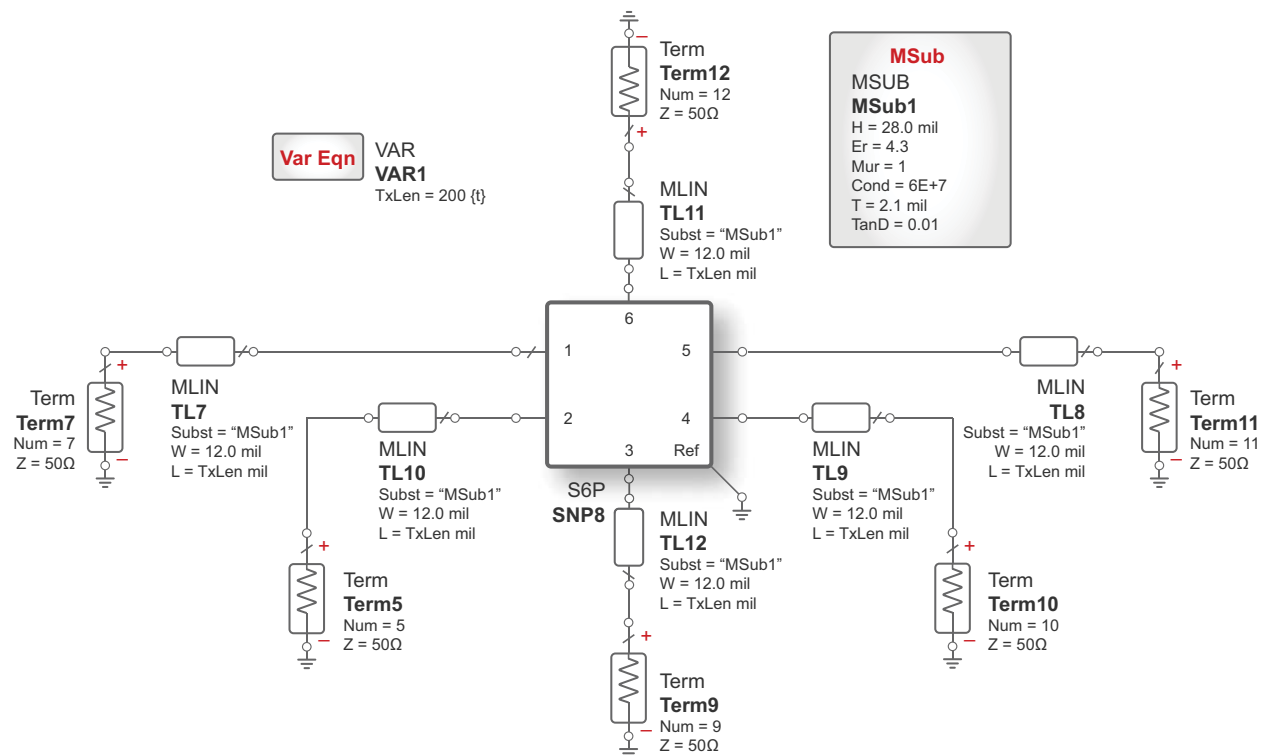 Term
Term12
Num = 12
Z = 50Ω
−
+
MSub
MSUB
MSub1
H = 28.0 mil
Er = 4.3
Mur = 1
Cond = 6E+7
T = 2.1 mil
TanD = 0.01
Var Eqn
VAR
VAR1
TxLen = 200 {t}
MLIN
TL11
Subst = “MSub1”
W = 12.0 mil
L = TxLen mil
6
1
5
2
4
3
Ref
S6P
SNP8
+
Term
Term7
Num = 7
Z = 50Ω
−
MLIN
TL7
Subst = “MSub1”
W = 12.0 mil
L = TxLen mil
MLIN
TL10
Subst = “MSub1”
W = 12.0 mil
L = TxLen mil
MLIN
TL9
Subst = “MSub1”
W = 12.0 mil
L = TxLen mil
MLIN
TL8
Subst = “MSub1”
W = 12.0 mil
L = TxLen mil
+
Term
Term11
Num = 11
Z = 50Ω
−
MLIN
TL12
Subst = “MSub1”
W = 12.0 mil
L = TxLen mil
+
Term
Term5
Num = 5
Z = 50Ω
−
+
Term
Term10
Num = 10
Z = 50Ω
−
+
Term
Term9
Num = 9
Z = 50Ω
−